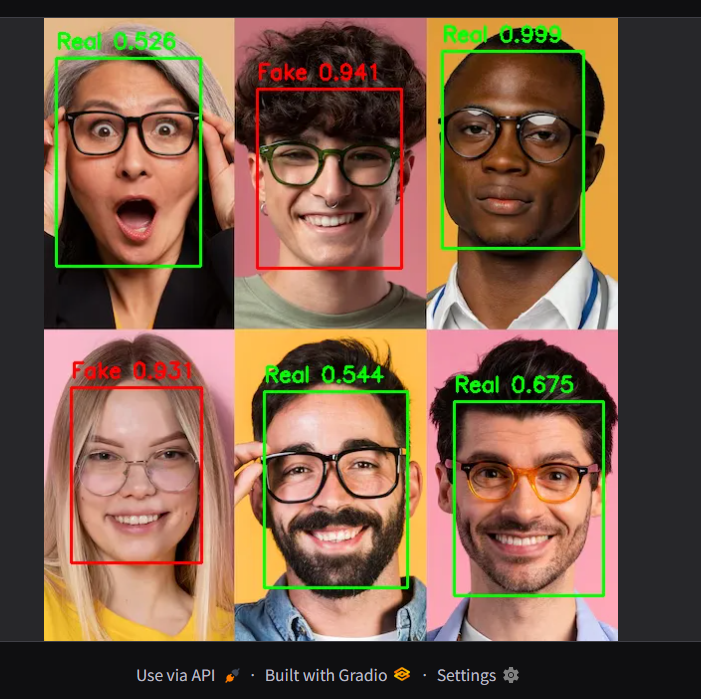 Real 0.526
Fake 0.941
Real 0.999
Fake 0.931
Real 0.544
Real 0.675
Use via API · Built with Gradio · Settings